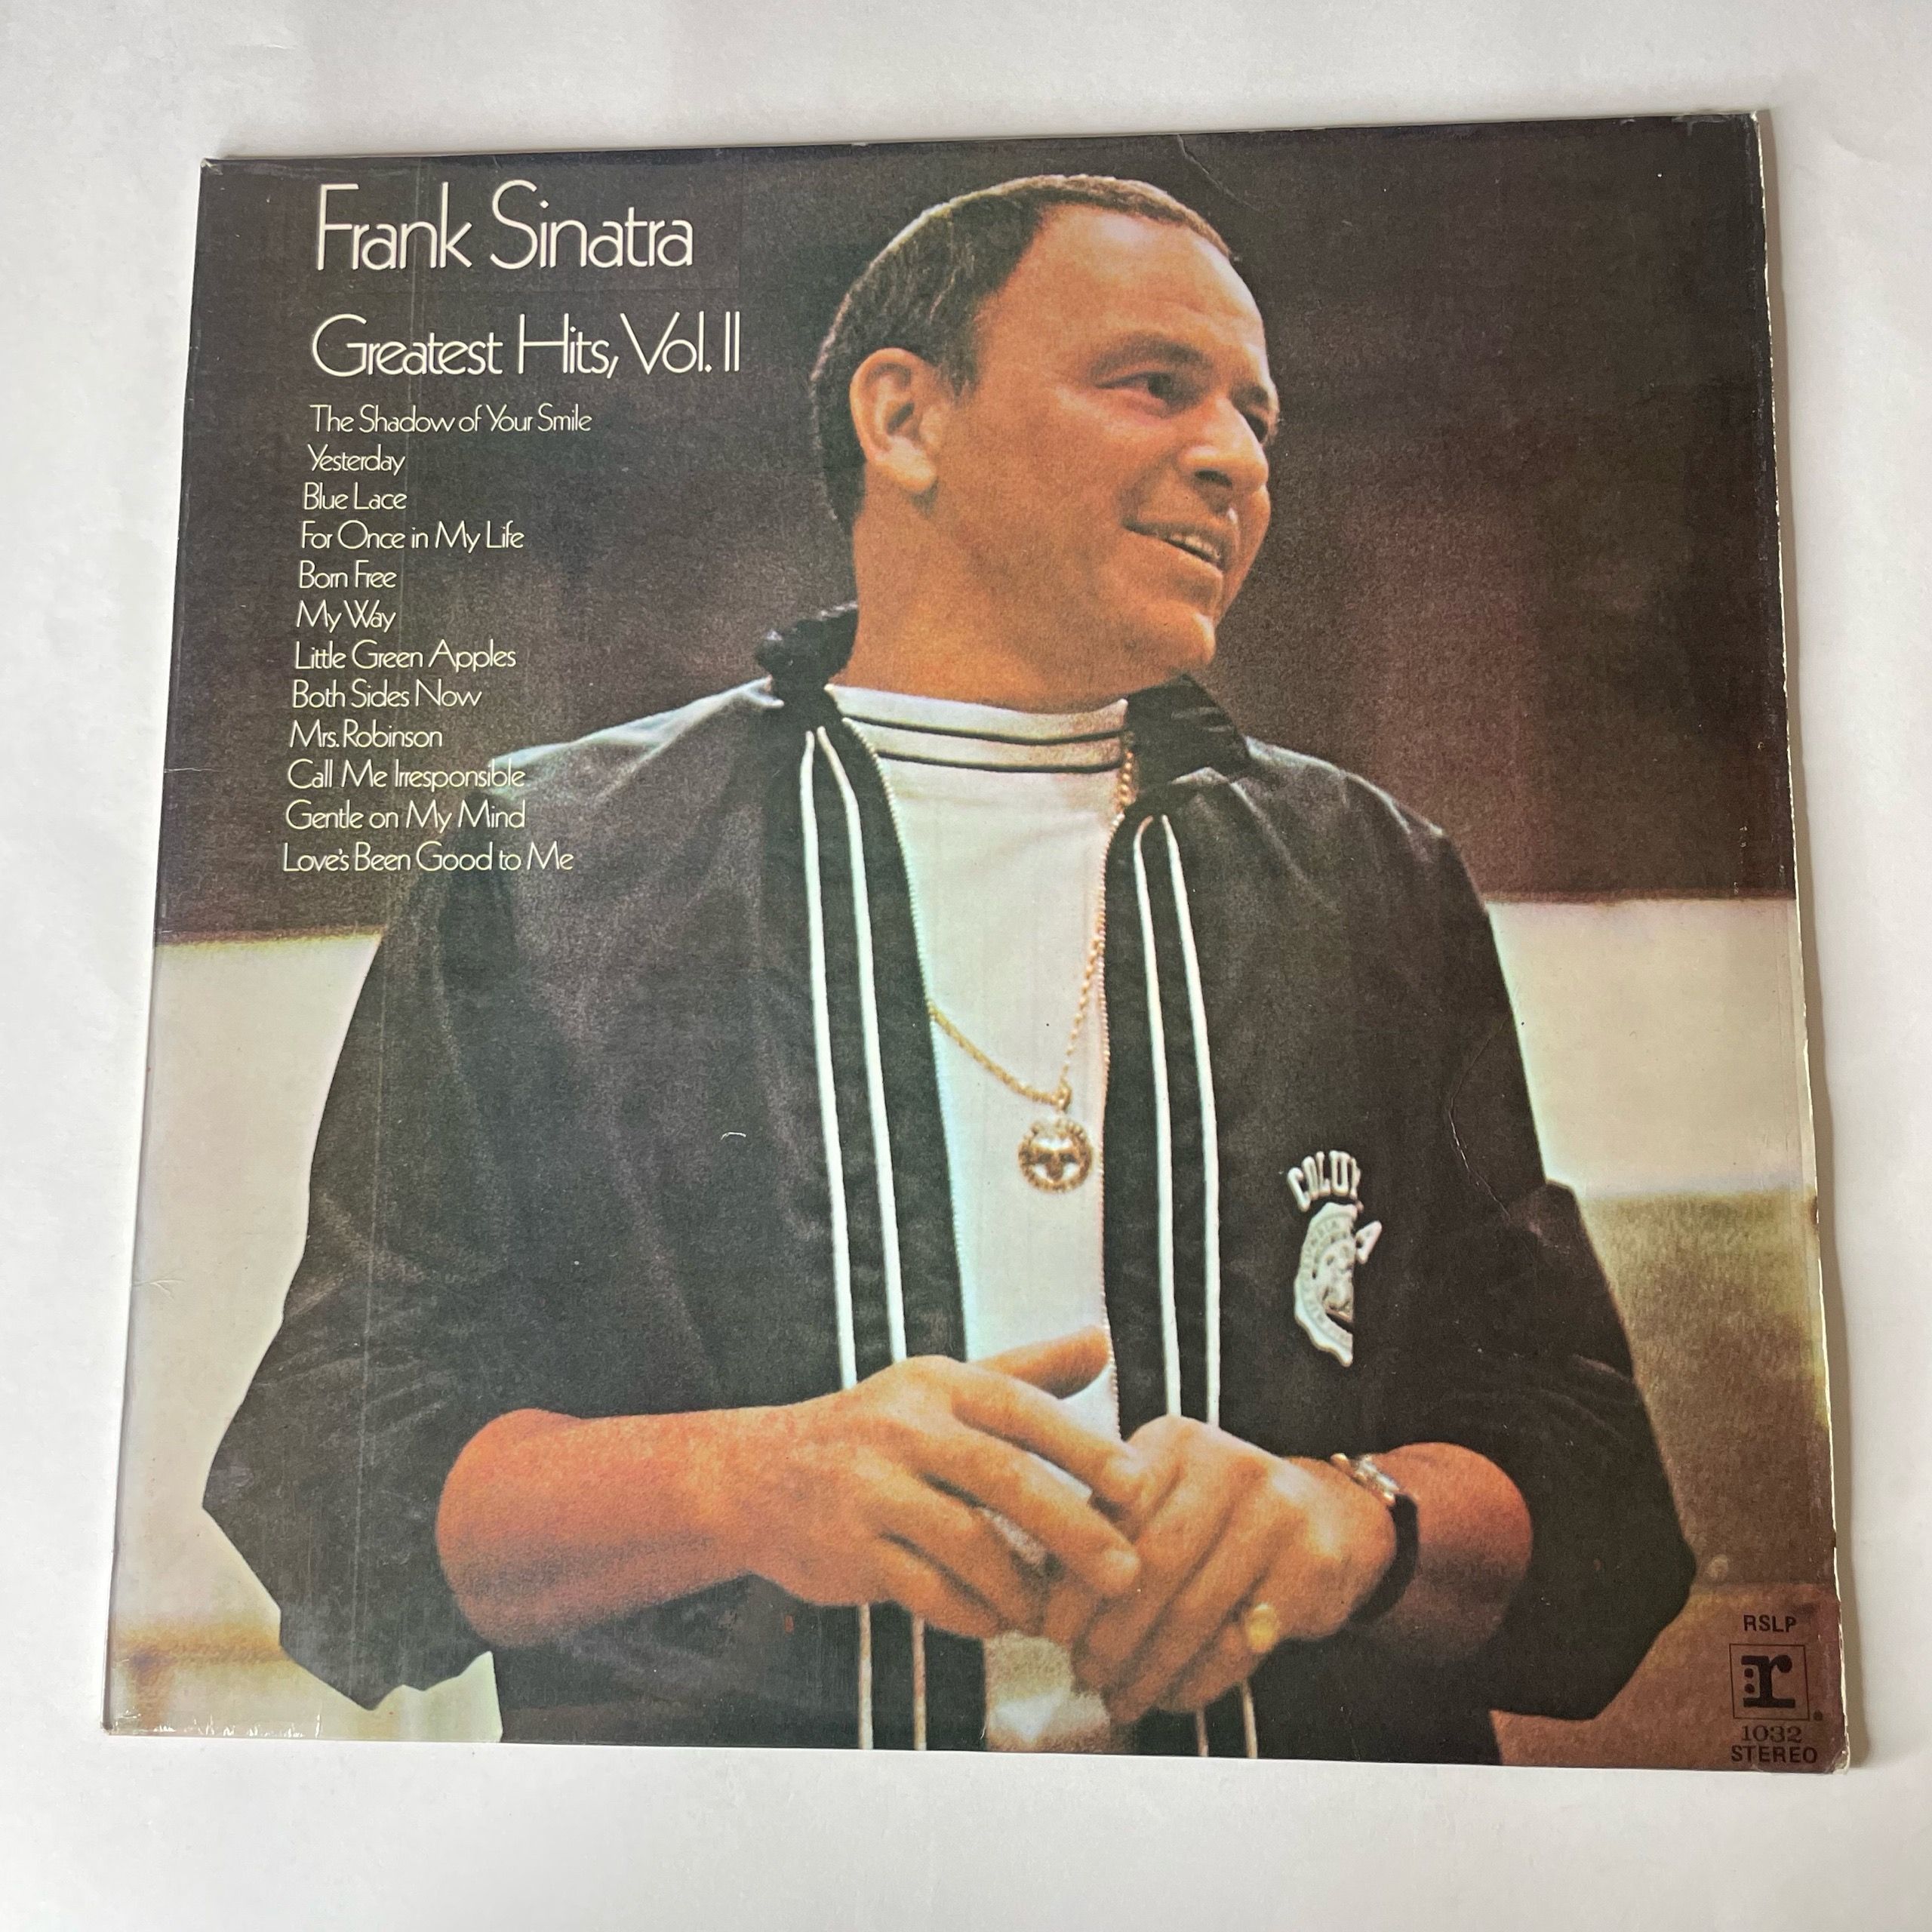 Frank Sinatra
Greatest Hits, Vol. II
The Shadow of Your Smile
Yesterday
Blue Lace
For Once in My Life
Born Free
My Way
Little Green Apples
Both Sides Now
Mrs. Robinson
Call Me Irresponsible
Gentle on My Mind
Love's Been Good to Me
RSLP
r
1032
STEREO